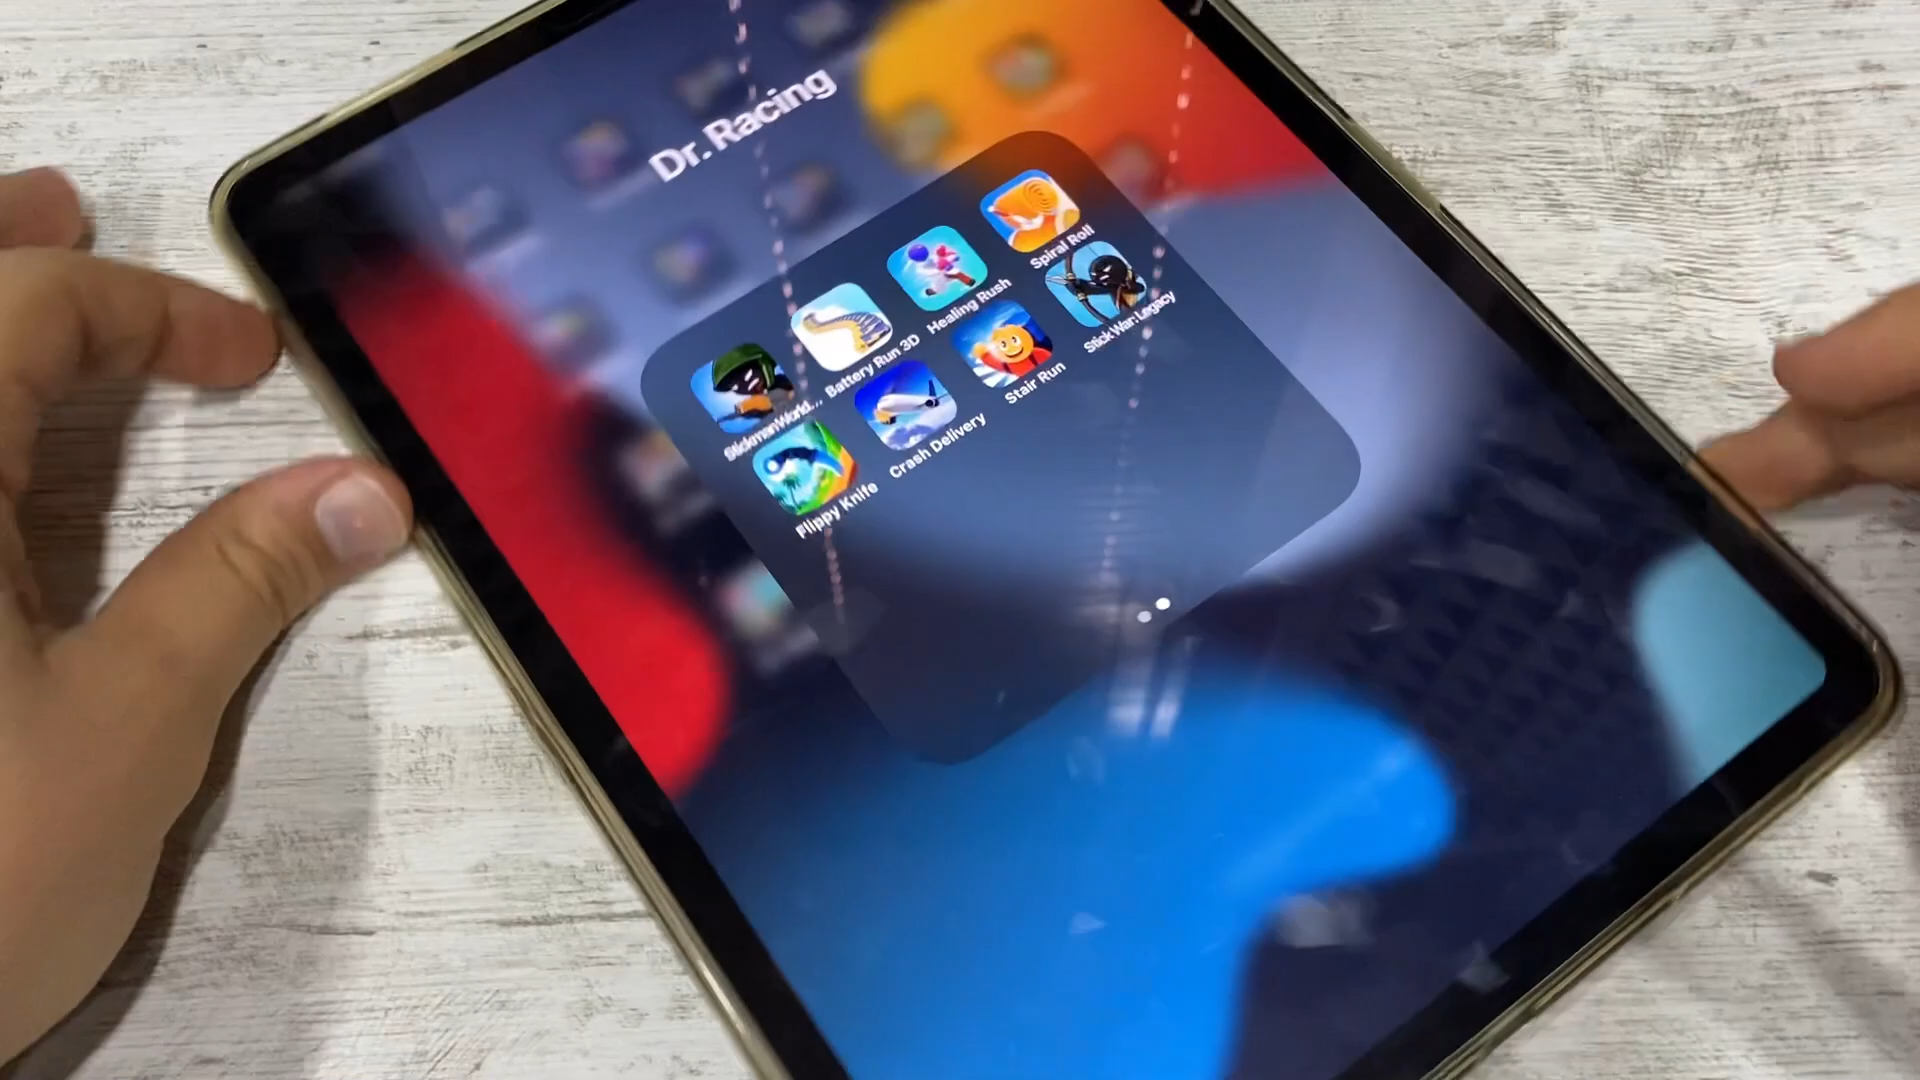 Dr. Racing
StickmanWorld...
Battery Run 3D
Healing Rush
Spiral Roll
Flippy Knife
Crash Delivery
Stair Run
Stick War: Legacy